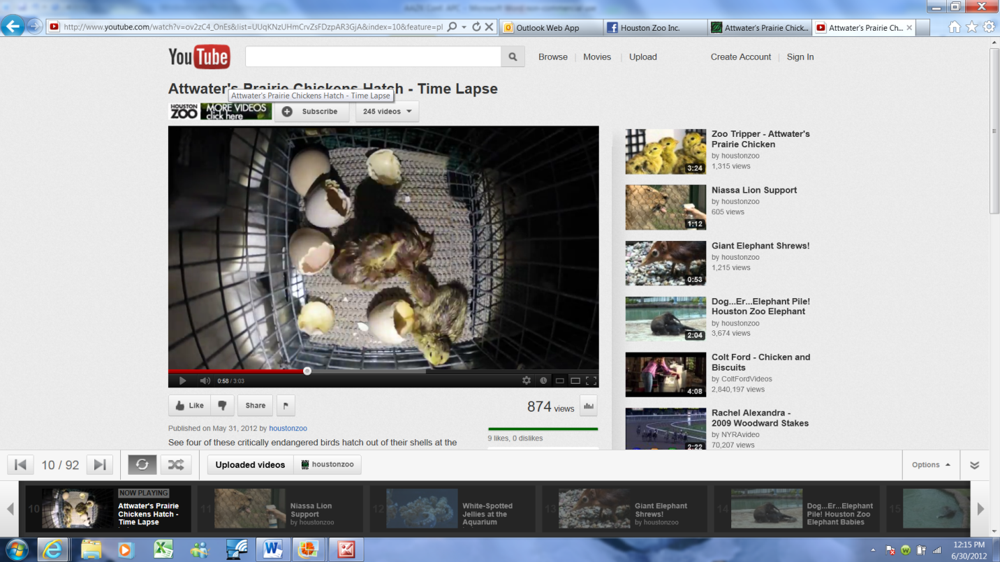 AAZK Conf. APC - Microsoft Word non-commercial use
http://www.youtube.com/watch?v=ov2zC4_OnEs&list=UUqKNzUHmCrvZsFDzpAR3GjA&index=10&feature=pl
Outlook Web App
Houston Zoo Inc.
Attwater's Prairie Chick...
Attwater's Prairie Ch...
YouTube
Browse
Movies
Upload
Create Account
Sign In
Attwater's Prairie Chickens Hatch - Time Lapse
Attwater's Prairie Chickens Hatch - Time Lapse
HOUSTON ZOO
MORE VIDEOS
click here
Subscribe
245 videos
0:58 / 3:03
Like
Share
874 views
Published on May 31, 2012 by houstonzoo
9 likes, 0 dislikes
See four of these critically endangered birds hatch out of their shells at the
3:24
Zoo Tripper - Attwater's
Prairie Chicken
by houstonzoo
1,315 views
1:12
Niassa Lion Support
by houstonzoo
605 views
0:53
Giant Elephant Shrews!
by houstonzoo
1,215 views
2:04
Dog...Er...Elephant Pile!
Houston Zoo Elephant
by houstonzoo
3,674 views
4:08
Colt Ford - Chicken and
Biscuits
by ColtFordVideos
2,840,197 views
2:22
Rachel Alexandra -
2009 Woodward Stakes
by NYRAvideo
70,207 views
10 / 92
Uploaded videos
houstonzoo
Options
10
NOW PLAYING
Attwater's Prairie
Chickens Hatch -
Time Lapse
11
Niassa Lion
Support
by houstonzoo
12
White-Spotted
Jellies at the
Aquarium
13
Giant Elephant
Shrews!
by houstonzoo
14
Dog...Er...Elephant
Pile! Houston Zoo
Elephant Babies
15
12:15 PM
6/30/2012